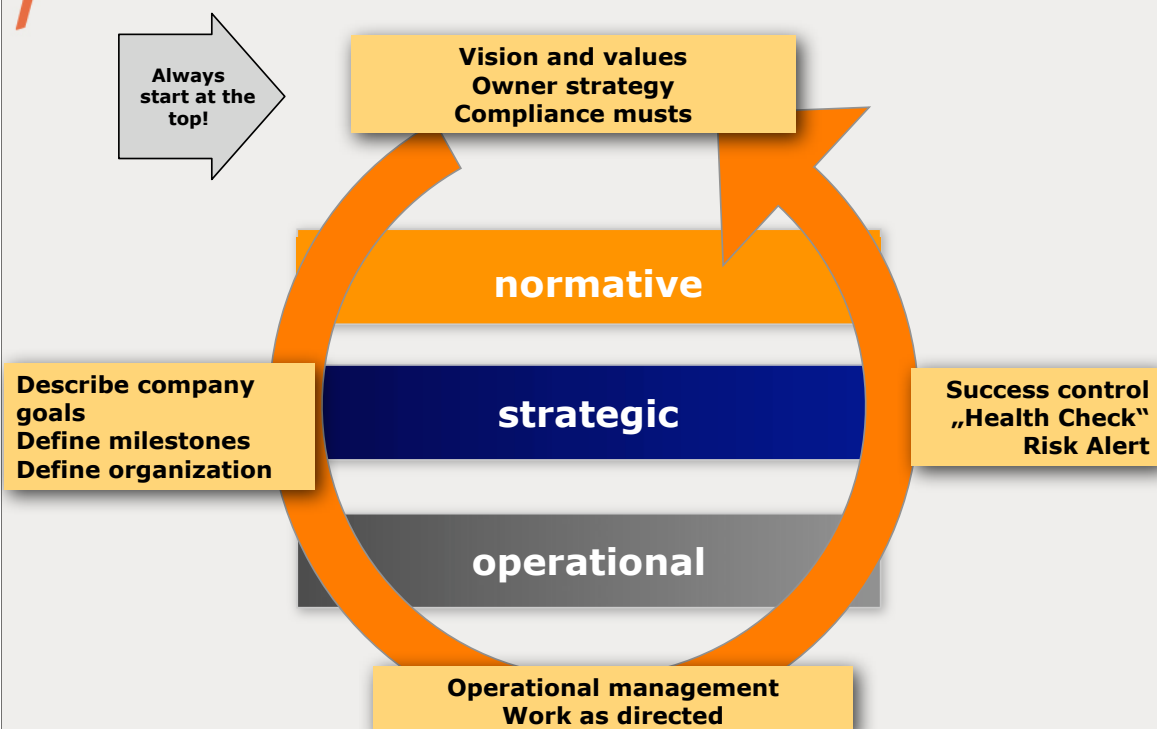 Always
start at the
top!
Vision and values
Owner strategy
Compliance musts
normative
Describe company
goals
Define milestones
Define organization
strategic
Success control
„Health Check“
Risk Alert
operational
Operational management
Work as directed